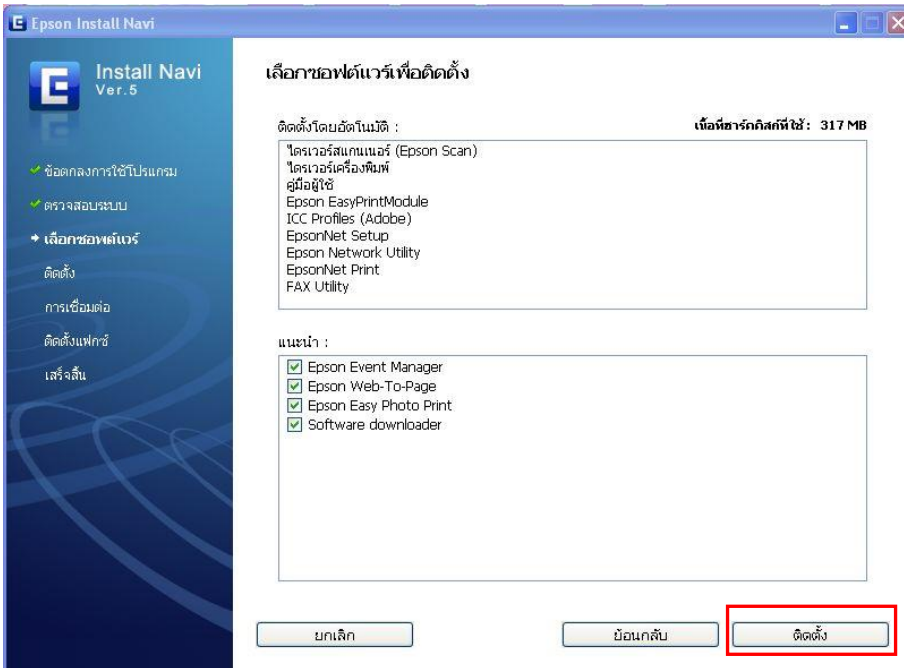 Epson Install Navi
Install Navi
Ver.5
ข้อตกลงการใช้โปรแกรม
ตรวจสอบระบบ
เลือกซอฟต์แวร์
ติดตั้ง
การเชื่อมต่อ
ติดตั้งแฟกซ์
เสร็จสิ้น
เลือกซอฟต์แวร์เพื่อติดตั้ง
ติดตั้งโดยอัตโนมัติ :
เนื้อที่ฮาร์ดดิสก์ที่ใช้ : 317 MB
ไดรเวอร์สแกนเนอร์ (Epson Scan)
ไดรเวอร์เครื่องพิมพ์
คู่มือผู้ใช้
Epson EasyPrintModule
ICC Profiles (Adobe)
EpsonNet Setup
Epson Network Utility
EpsonNet Print
FAX Utility
แนะนำ :
Epson Event Manager
Epson Web-To-Page
Epson Easy Photo Print
Software downloader
ยกเลิก
ย้อนกลับ
ติดตั้ง